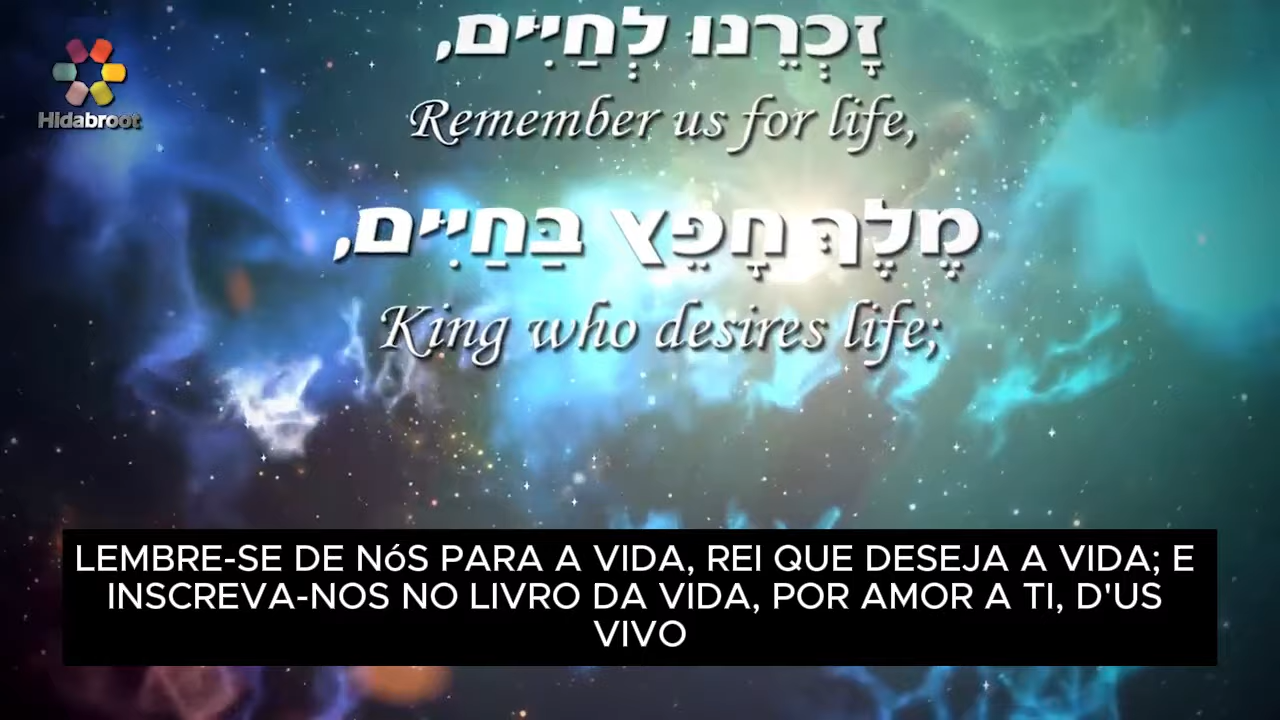 זָכְרֵנוּ לְחַיִּים,
Hidabroot
Remember us for life,
מֶלֶךְ חָפֵץ בַּחַיִּים,
King who desires life;
LEMBRE-SE DE NóS PARA A VIDA, REI QUE DESEJA A VIDA; E
INSCREVA-NOS NO LIVRO DA VIDA, POR AMOR A TI, D'US
VIVO